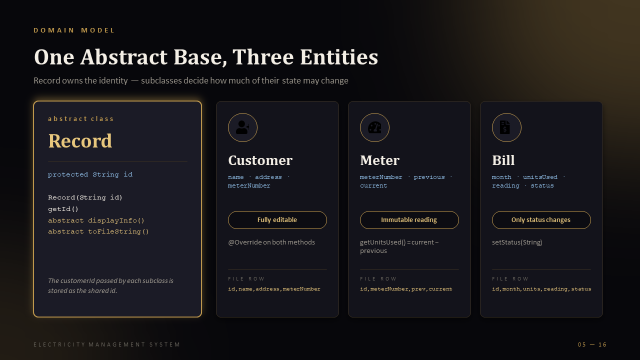 DOMAIN MODEL
One Abstract Base, Three Entities
Record owns the identity — subclasses decide how much of their state may change
abstract class
Record
protected String id
Record(String id)
getId()
abstract displayInfo()
abstract toFileString()
The customerId passed by each subclass is
stored as the shared id.
Customer
name · address ·
meterNumber
Fully editable
@Override on both methods
FILE ROW
id,name,address,meterNumber
Meter
meterNumber · previous ·
current
Immutable reading
getUnitsUsed() = current −
previous
FILE ROW
id,meterNumber,prev,current
Bill
month · unitsUsed ·
reading · status
Only status changes
setStatus(String)
FILE ROW
id,month,units,reading,status
ELECTRICITY MANAGEMENT SYSTEM
05 — 16